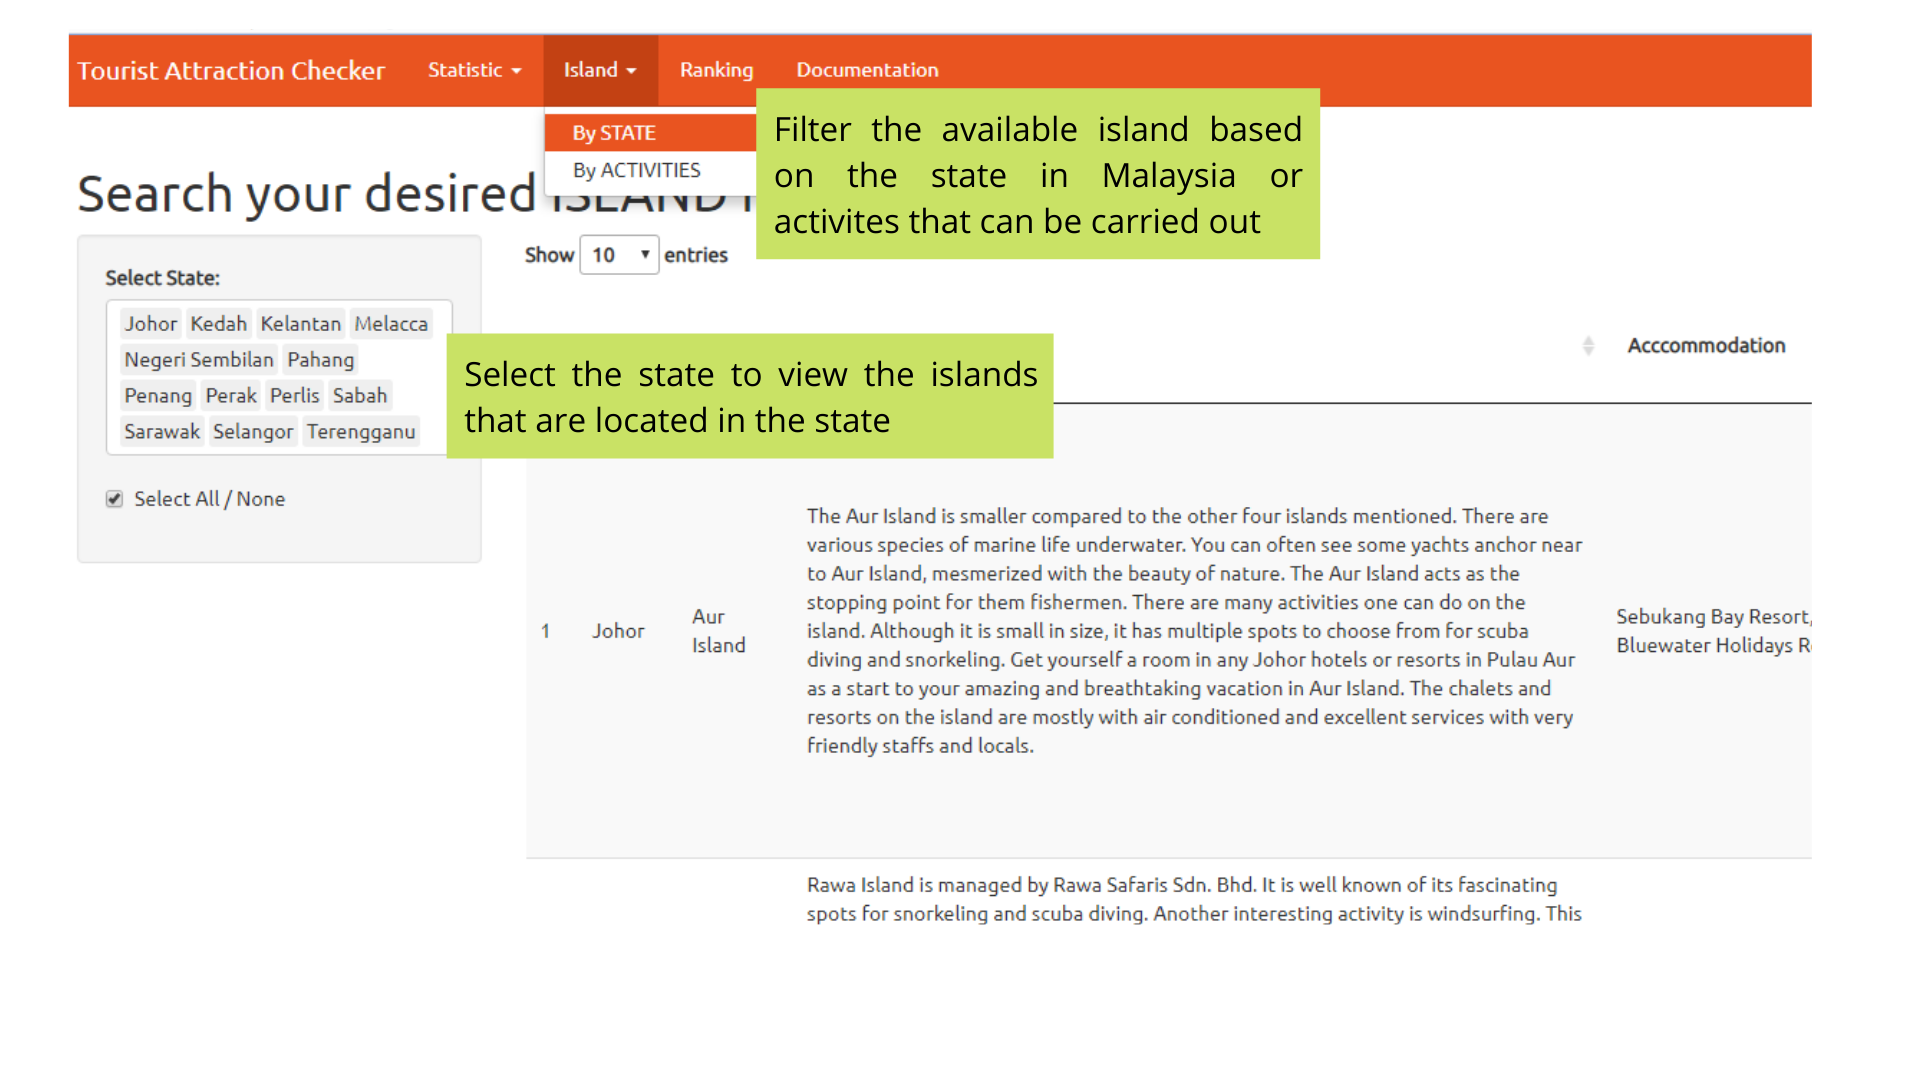 Tourist Attraction Checker Statistic Island Ranking Documentation
By STATE
By ACTIVITIES
Filter the available island based
on the state in Malaysia or
activites that can be carried out
Search your desired ISLAND
Show 10 entries
Select State:
Johor Kedah Kelantan Melacca
Negeri Sembilan Pahang
Penang Perak Perlis Sabah
Sarawak Selangor Terengganu
Select All / None
Select the state to view the islands
that are located in the state
Acccommodation
1 Johor Aur
Island
The Aur Island is smaller compared to the other four islands mentioned. There are
various species of marine life underwater. You can often see some yachts anchor near
to Aur Island, mesmerized with the beauty of nature. The Aur Island acts as the
stopping point for them fishermen. There are many activities one can do on the
island. Although it is small in size, it has multiple spots to choose from for scuba
diving and snorkeling. Get yourself a room in any Johor hotels or resorts in Pulau Aur
as a start to your amazing and breathtaking vacation in Aur Island. The chalets and
resorts on the island are mostly with air conditioned and excellent services with very
friendly staffs and locals.
Sebukang Bay Resort,
Bluewater Holidays
Rawa Island is managed by Rawa Safaris Sdn. Bhd. It is well known of its fascinating
spots for snorkeling and scuba diving. Another interesting activity is windsurfing. This